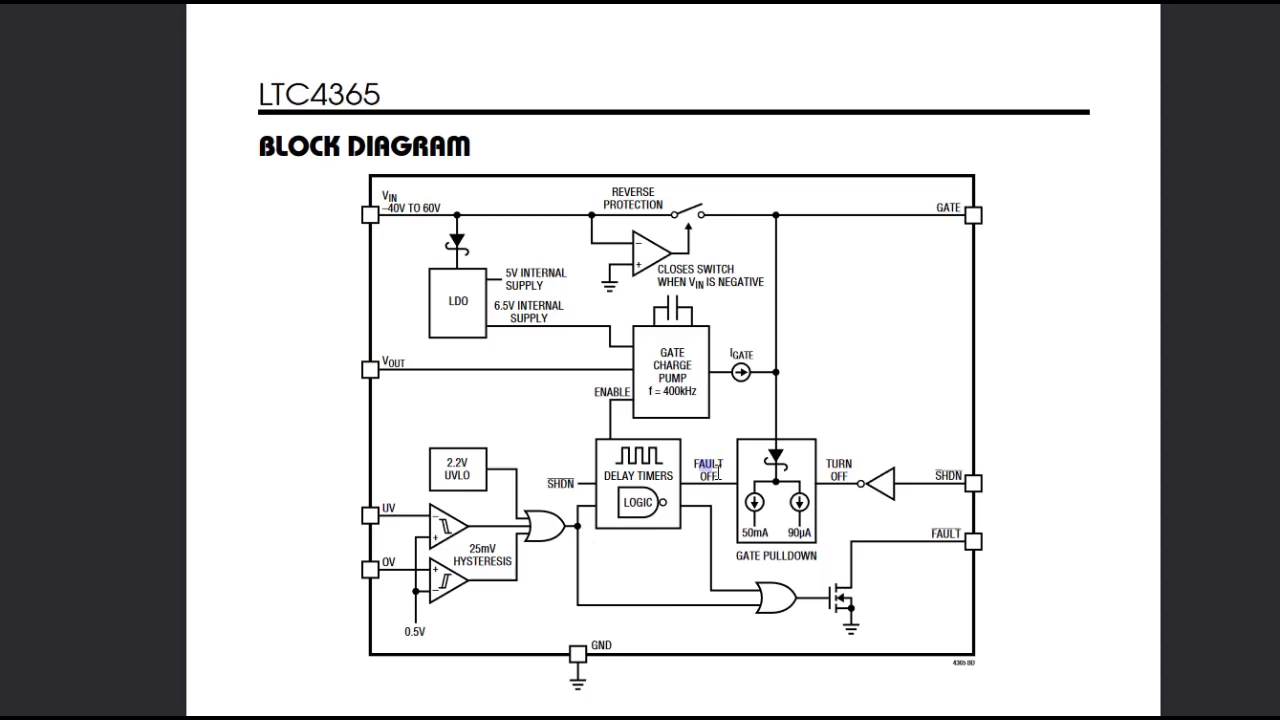 LTC4365
BLOCK DIAGRAM
VIN
–40V TO 60V
REVERSE
PROTECTION
GATE
–
+
CLOSES SWITCH
WHEN VIN IS NEGATIVE
5V INTERNAL
SUPPLY
LDO
6.5V INTERNAL
SUPPLY
VOUT
GATE
CHARGE
PUMP
f = 400kHz
IGATE
ENABLE
2.2V
UVLO
SHDN
DELAY TIMERS
LOGIC
FAULT
OFF
TURN
OFF
SHDN
50mA
90µA
GATE PULLDOWN
FAULT
UV
–
+
25mV
HYSTERESIS
OV
+
–
0.5V
GND
4365 BD